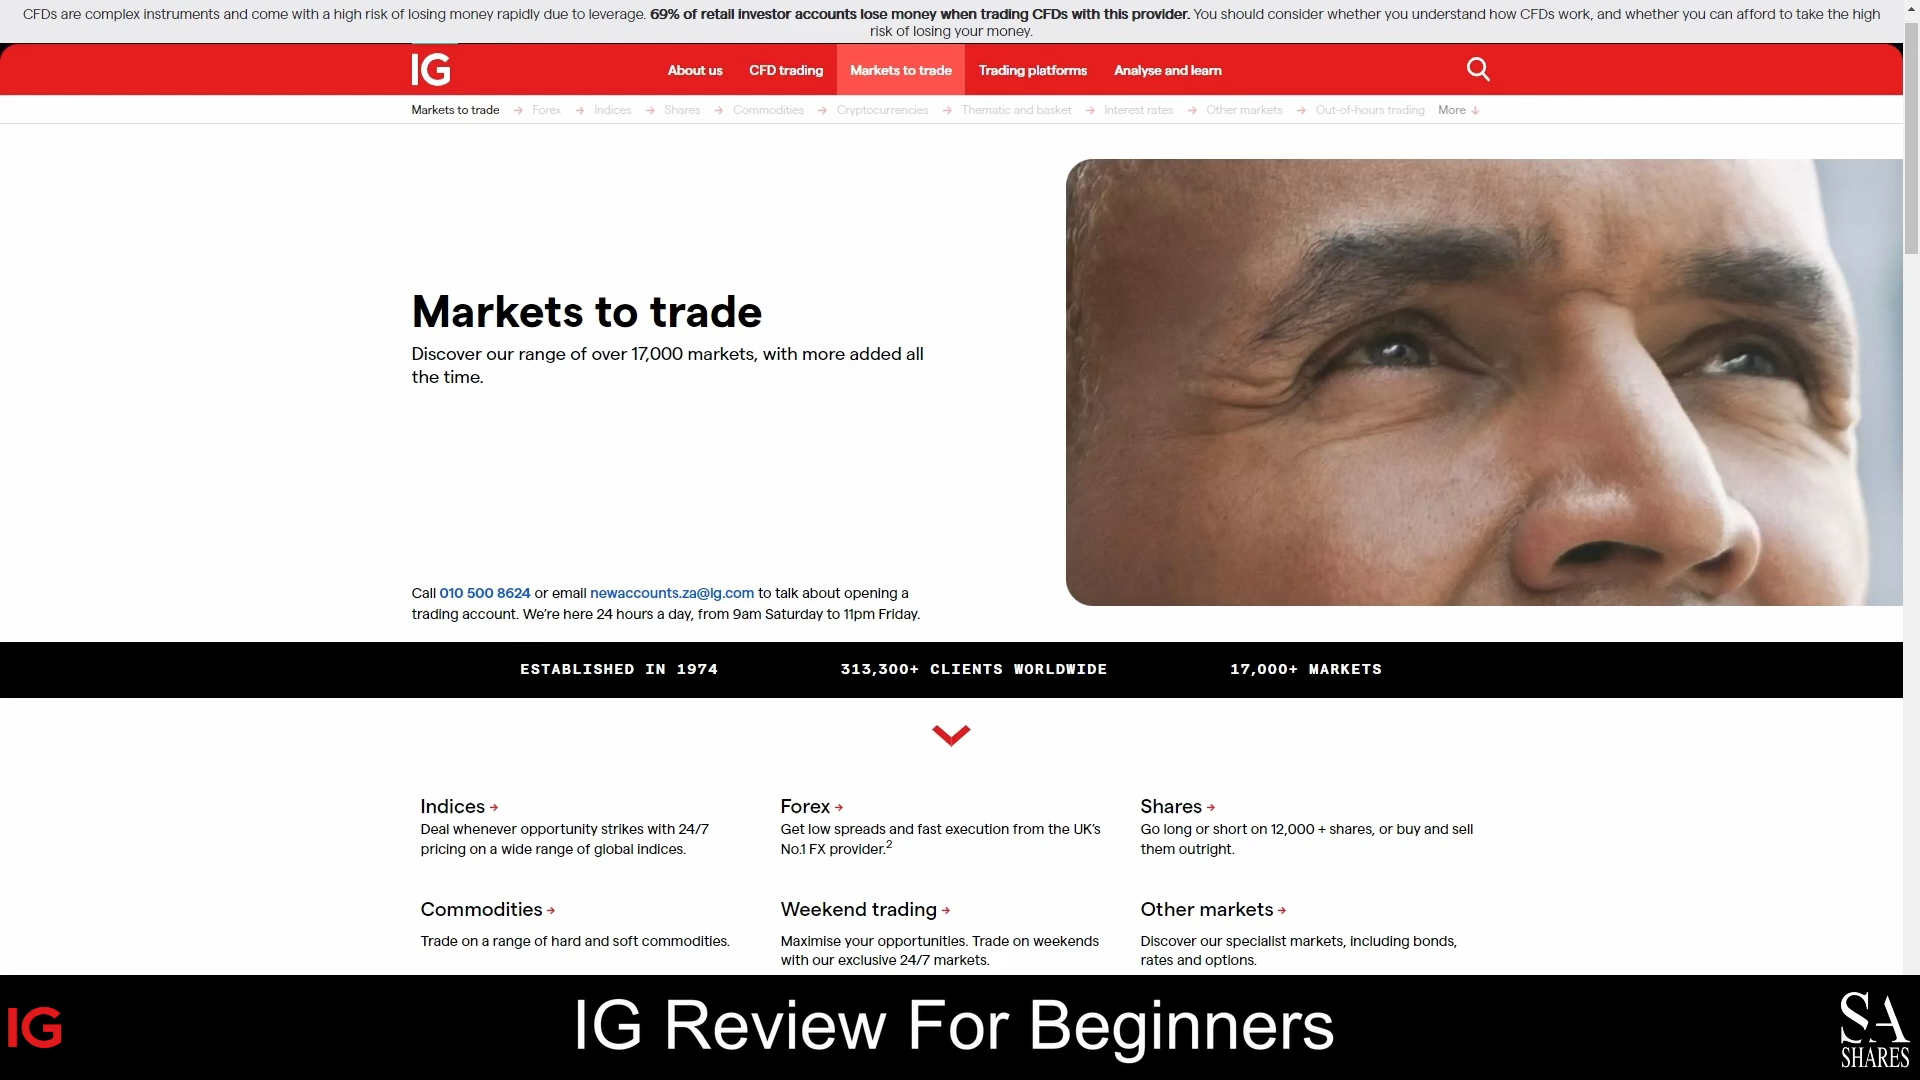 CFDs are complex instruments and come with a high risk of losing money rapidly due to leverage. 69% of retail investor accounts lose money when trading CFDs with this provider. You should consider whether you understand how CFDs work, and whether you can afford to take the high
risk of losing your money.
IG
About us
CFD trading
Markets to trade
Trading platforms
Analyse and learn
Markets to trade
Forex
Indices
Shares
Commodities
Cryptocurrencies
Thematic and basket
Interest rates
Other markets
Out-of-hours trading
More
Markets to trade
Discover our range of over 17,000 markets, with more added all
the time.
Call 010 500 8624 or email newaccounts.za@ig.com to talk about opening a
trading account. We're here 24 hours a day, from 9am Saturday to 11pm Friday.
ESTABLISHED IN 1974
313,300+ CLIENTS WORLDWIDE
17,000+ MARKETS
Indices
Deal whenever opportunity strikes with 24/7
pricing on a wide range of global indices.
Forex
Get low spreads and fast execution from the UK's
No.1 FX provider.2
Shares
Go long or short on 12,000 + shares, or buy and sell
them outright.
Commodities
Trade on a range of hard and soft commodities.
Weekend trading
Maximise your opportunities. Trade on weekends
with our exclusive 24/7 markets.
Other markets
Discover our specialist markets, including bonds,
rates and options.
IG
IG Review For Beginners
SA
SHARES